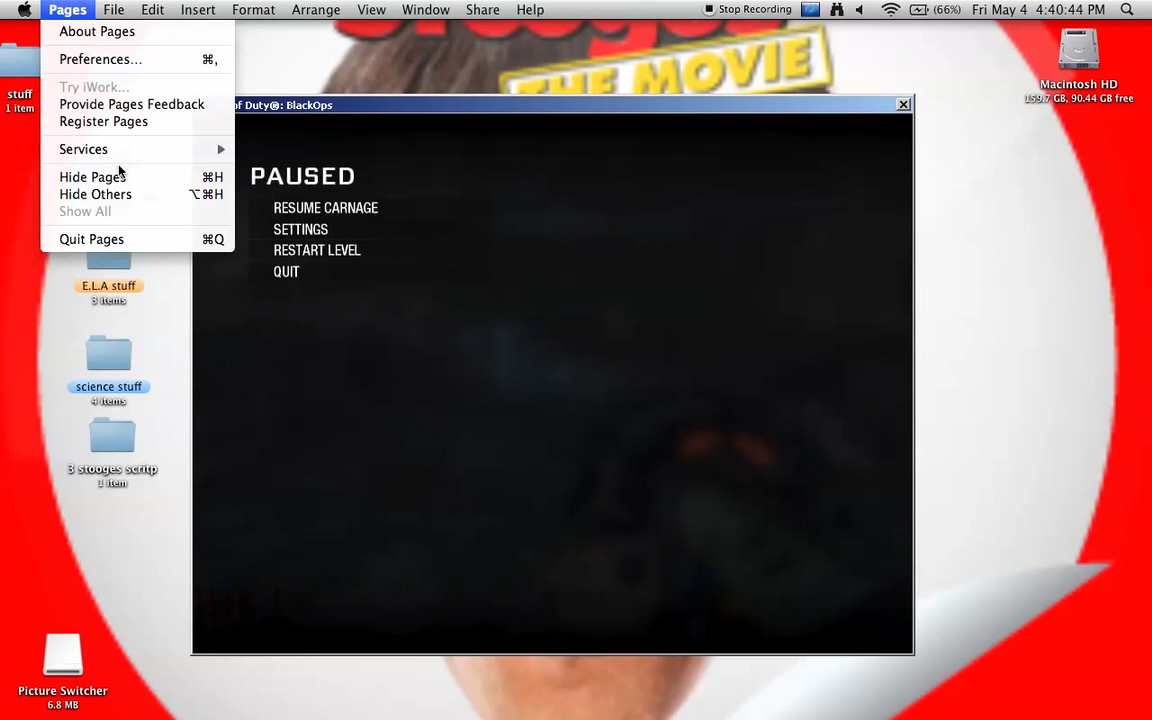 Pages File Edit Insert Format Arrange View Window Share Help Stop Recording (66%) Fri May 4 4:40:44 PM
About Pages
Preferences... ⌘,
Try iWork...
Provide Pages Feedback
Register Pages
Services
Hide Pages ⌘H
Hide Others ⌥⌘H
Show All
Quit Pages ⌘Q
THE MOVIE
stuff
1 item
Macintosh HD
159.7 GB, 90.44 GB free
of Duty®: BlackOps
PAUSED
RESUME CARNAGE
SETTINGS
RESTART LEVEL
QUIT
E.L.A stuff
3 items
science stuff
4 items
3 stooges scritp
1 item
Picture Switcher
6.8 MB